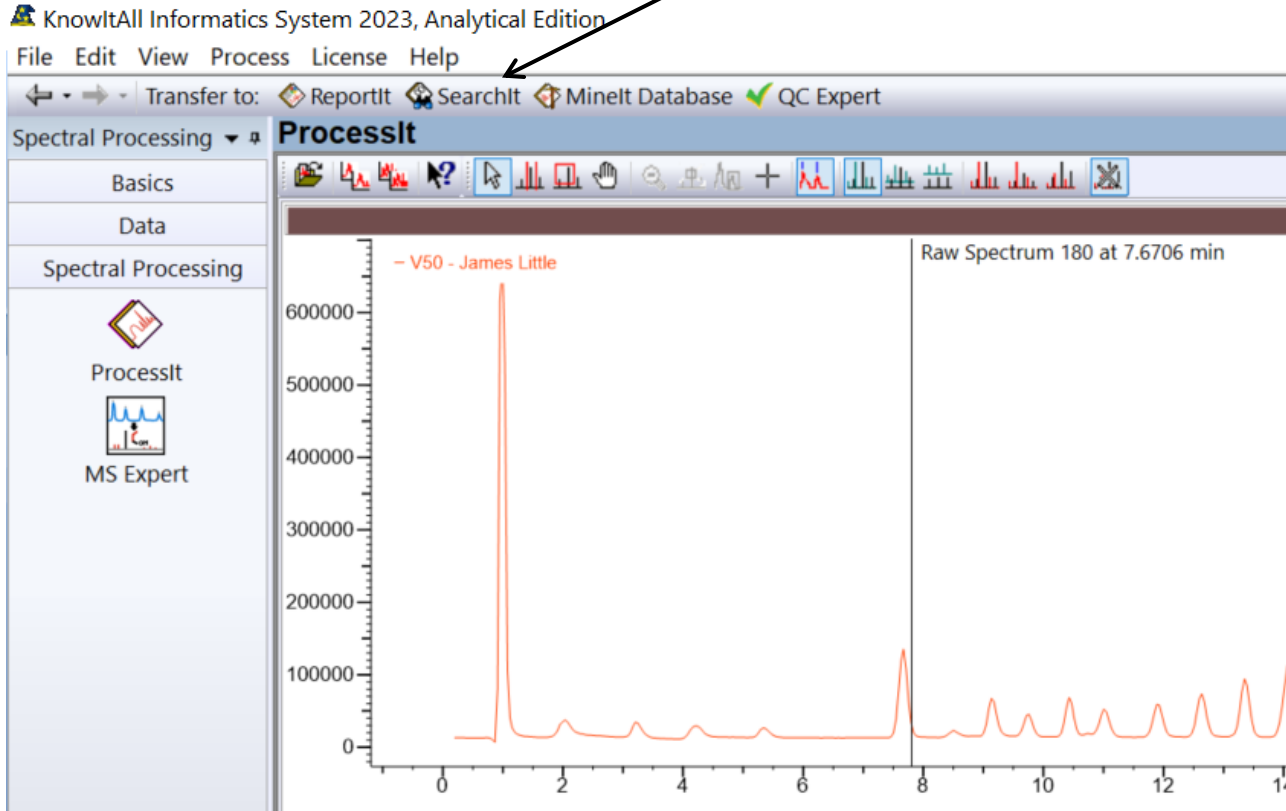 KnowItAll Informatics System 2023, Analytical Edition
File Edit View Process License Help
Transfer to: ReportIt SearchIt MineIt Database QC Expert
Spectral Processing
ProcessIt
Basics
Data
Spectral Processing
ProcessIt
MS Expert
V50 - James Little
Raw Spectrum 180 at 7.6706 min
600000
500000
400000
300000
200000
100000
0
0 2 4 6 8 10 12 14